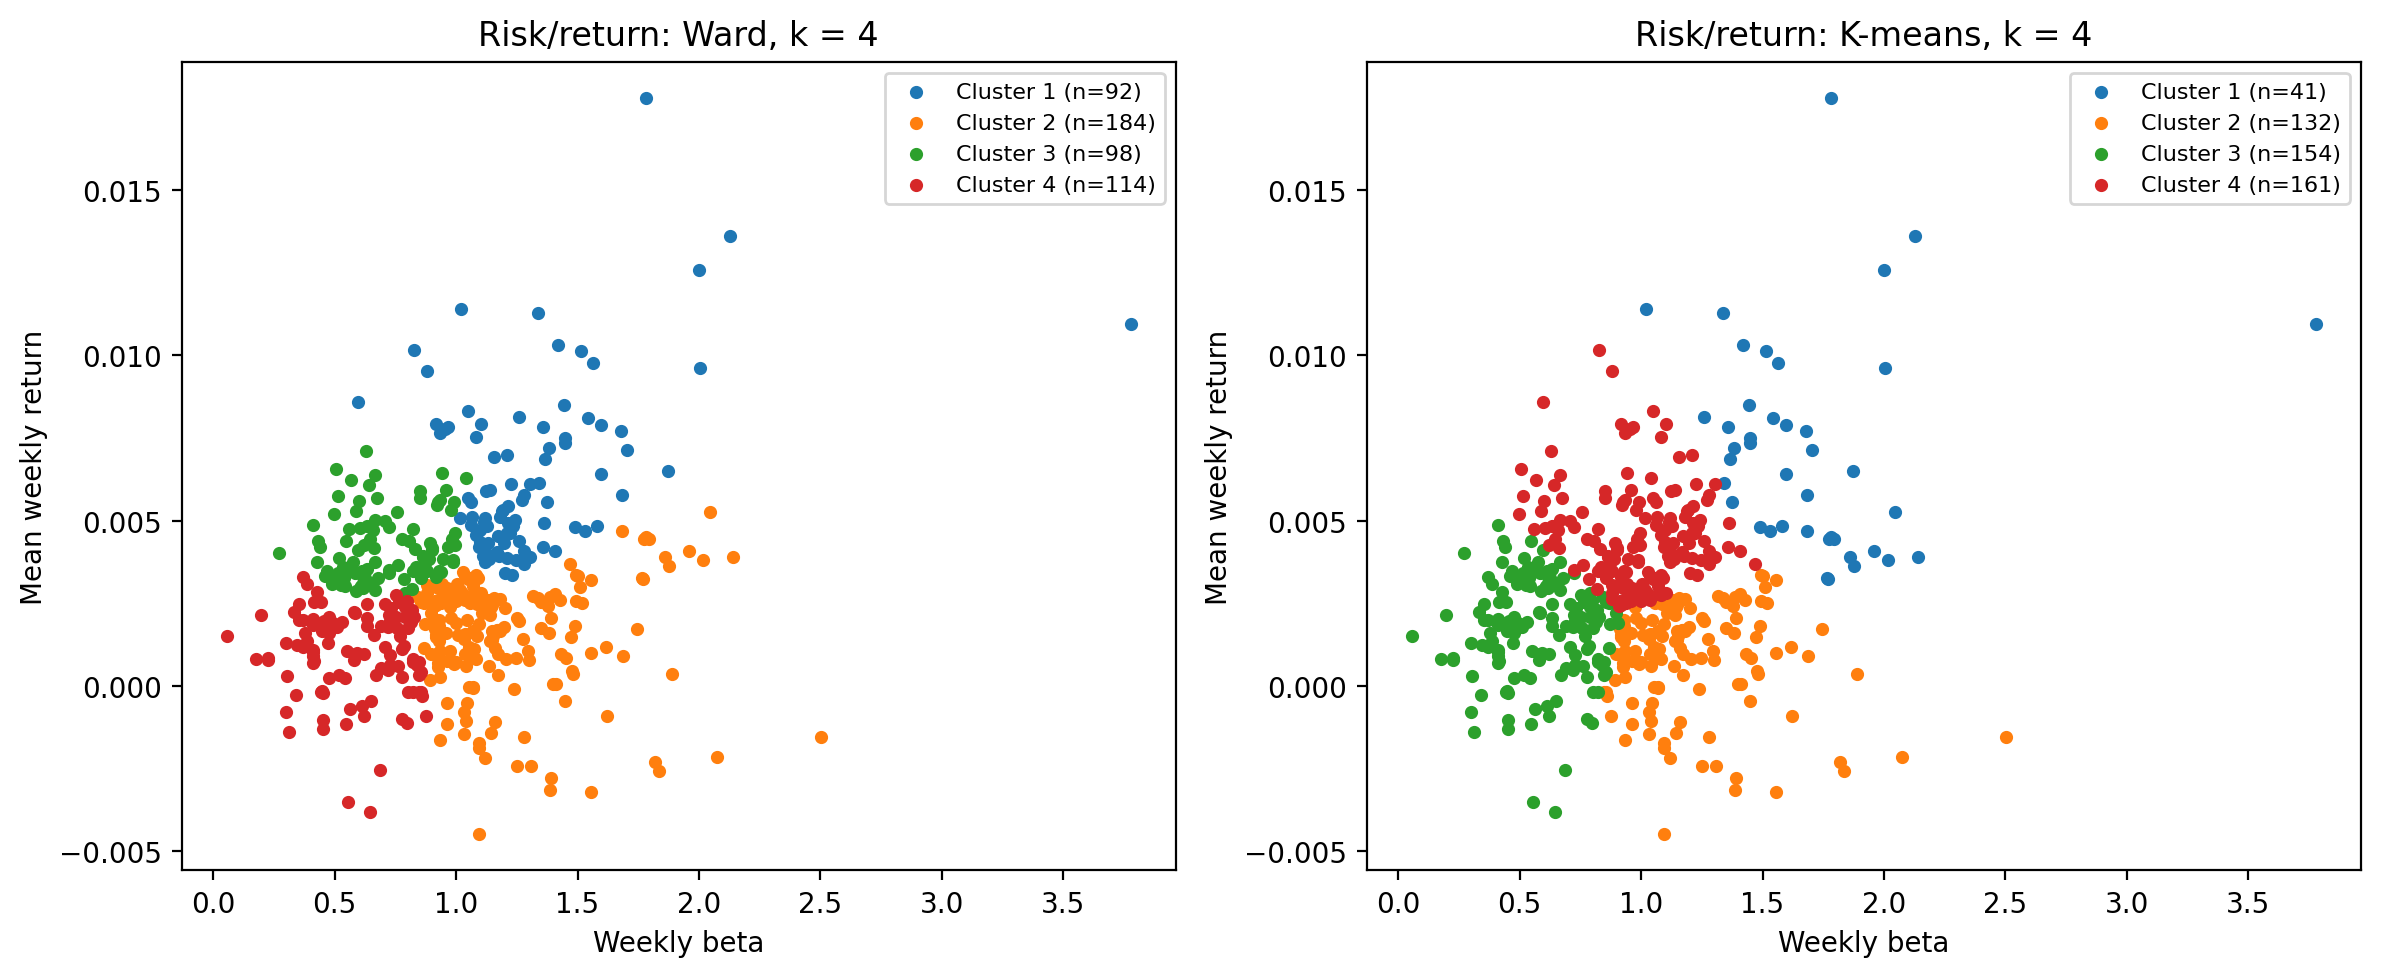 Risk/return: Ward, k = 4
Mean weekly return
0.015
0.010
0.005
0.000
−0.005
Cluster 1 (n=92)
Cluster 2 (n=184)
Cluster 3 (n=98)
Cluster 4 (n=114)
0.0 0.5 1.0 1.5 2.0 2.5 3.0 3.5
Weekly beta
Risk/return: K-means, k = 4
Mean weekly return
0.015
0.010
0.005
0.000
−0.005
Cluster 1 (n=41)
Cluster 2 (n=132)
Cluster 3 (n=154)
Cluster 4 (n=161)
0.0 0.5 1.0 1.5 2.0 2.5 3.0 3.5
Weekly beta